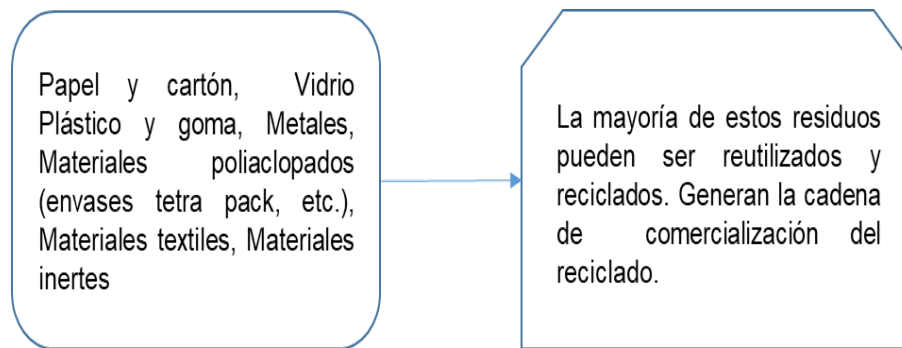 Papel y cartón, Vidrio
Plástico y goma, Metales,
Materiales poliaclopados
(envases tetra pack, etc.),
Materiales textiles, Materiales
inertes
La mayoría de estos residuos
pueden ser reutilizados y
reciclados. Generan la cadena
de comercialización del
reciclado.